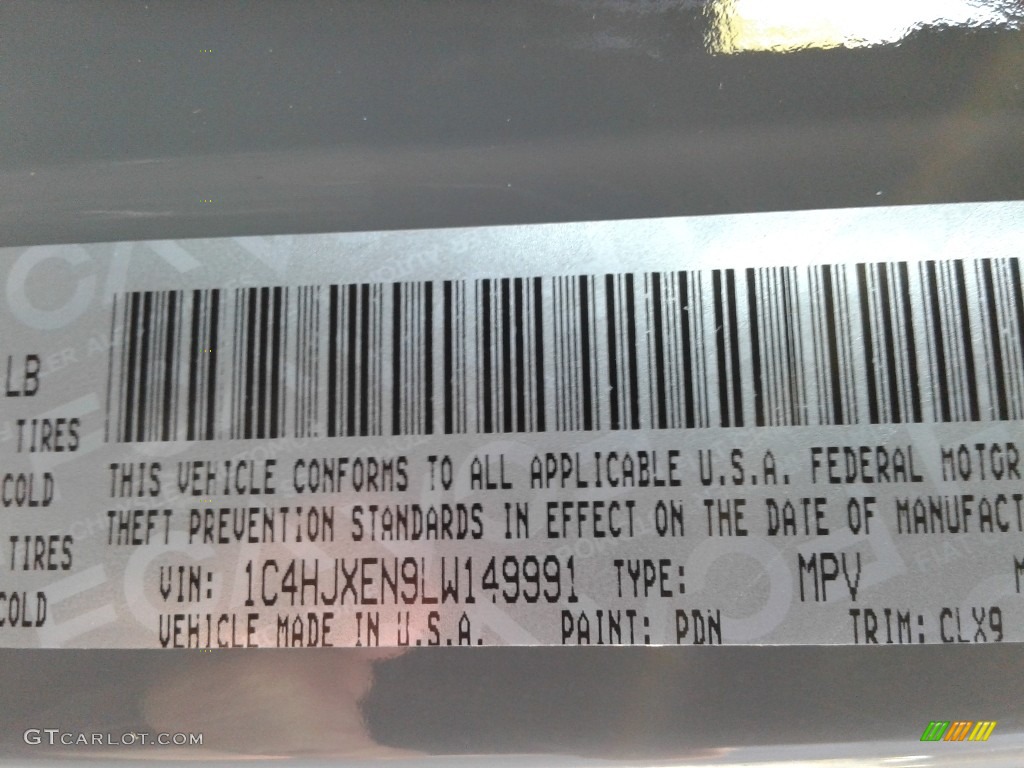 LB
TIRES
COLD
TIRES
COLD
THIS VEHICLE CONFORMS TO ALL APPLICABLE U.S.A. FEDERAL MOTOR
THEFT PREVENTION STANDARDS IN EFFECT ON THE DATE OF MANUFACT
VIN: 1C4HJXEN9LW149991 TYPE: MPV
VEHICLE MADE IN U.S.A. PAINT: PDN TRIM: CLX9
GTCARLOT.COM